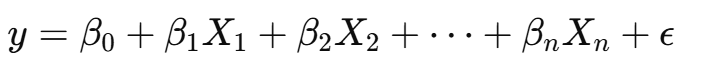 y = β₀ + β₁X₁ + β₂X₂ + ⋯ + βₙXₙ + ϵ